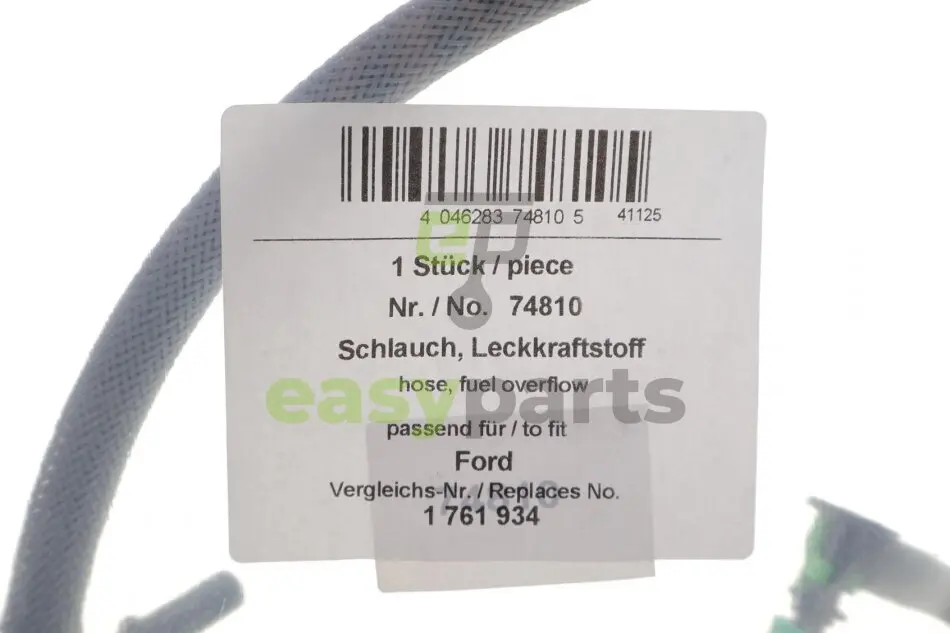 4 046283 74810 5 41125
1 Stück / piece
Nr. / No. 74810
Schlauch, Leckkraftstoff
hose, fuel overflow
easyparts
passend für / to fit
Ford
Vergleichs-Nr. / Replaces No.
74810
1 761 934